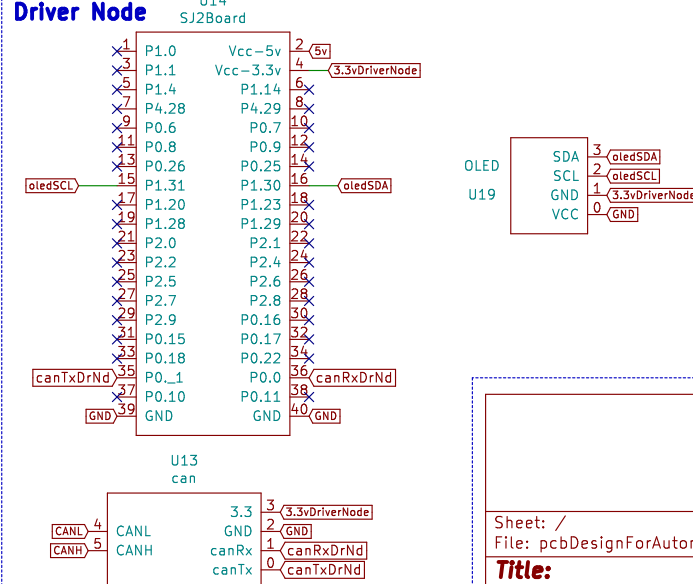 Driver Node
U14
SJ2Board
1 P1.0 Vcc-5v 2 5v
3 P1.1 Vcc-3.3v 4 3.3vDriverNode
5 P1.4 P1.14 6
7 P4.28 P4.29 8
9 P0.6 P0.7 10
11 P0.8 P0.9 12
13 P0.26 P0.25 14
oledSCL 15 P1.31 P1.30 16 oledSDA
17 P1.20 P1.23 18
19 P1.28 P1.29 20
21 P2.0 P2.1 22
23 P2.2 P2.4 24
25 P2.5 P2.6 26
27 P2.7 P2.8 28
29 P2.9 P0.16 30
31 P0.15 P0.17 32
33 P0.18 P0.22 34
canTxDrNd 35 P0._1 P0.0 36 canRxDrNd
37 P0.10 P0.11 38
GND 39 GND GND 40 GND
OLED
U19
SDA 3 oledSDA
SCL 2 oledSCL
GND 1 3.3vDriverNode
VCC 0 GND
U13
can
3.3 3 3.3vDriverNode
CANL 4 CANL GND 2 GND
CANH 5 CANH canRx 1 canRxDrNd
canTx 0 canTxDrNd
Sheet: /
File: pcbDesignForAutor
Title: